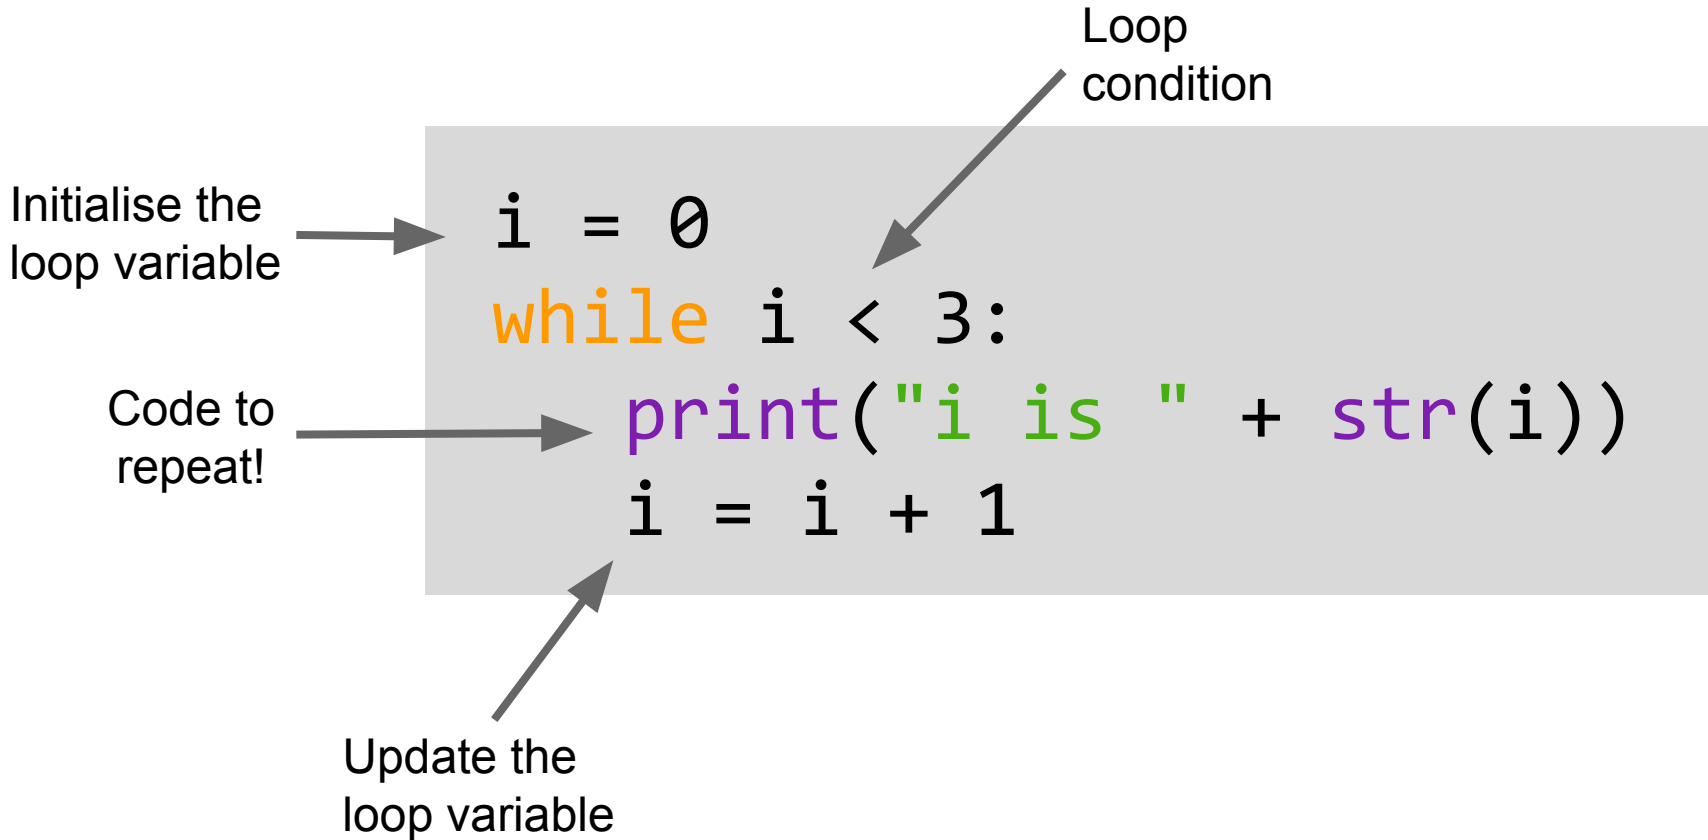 Loop
condition
Initialise the
loop variable
i = 0
while i < 3:
Code to
repeat!
print("i is " + str(i))
i = i + 1
Update the
loop variable